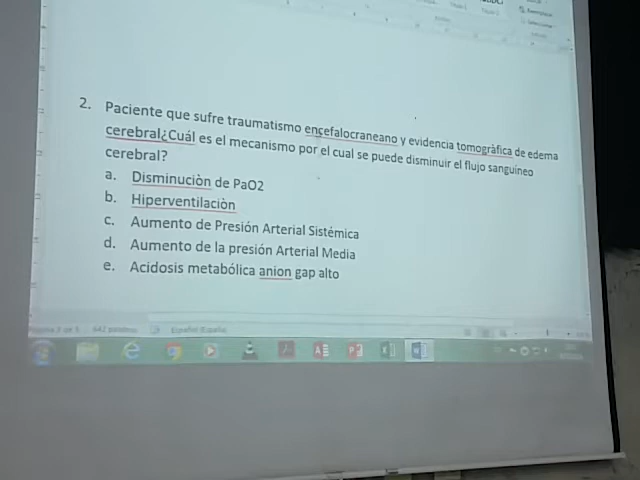 2. Paciente que sufre traumatismo ençefalocraneano y evidencia tomogràfica de edema
cerebral¿Cuál es el mecanismo por el cual se puede disminuir el flujo sanguíneo
cerebral?
a. Disminuciòn de PaO2
b. Hiperventilaciòn
c. Aumento de Presión Arterial Sistémica
d. Aumento de la presión Arterial Media
e. Acidosis metabólica anion gap alto